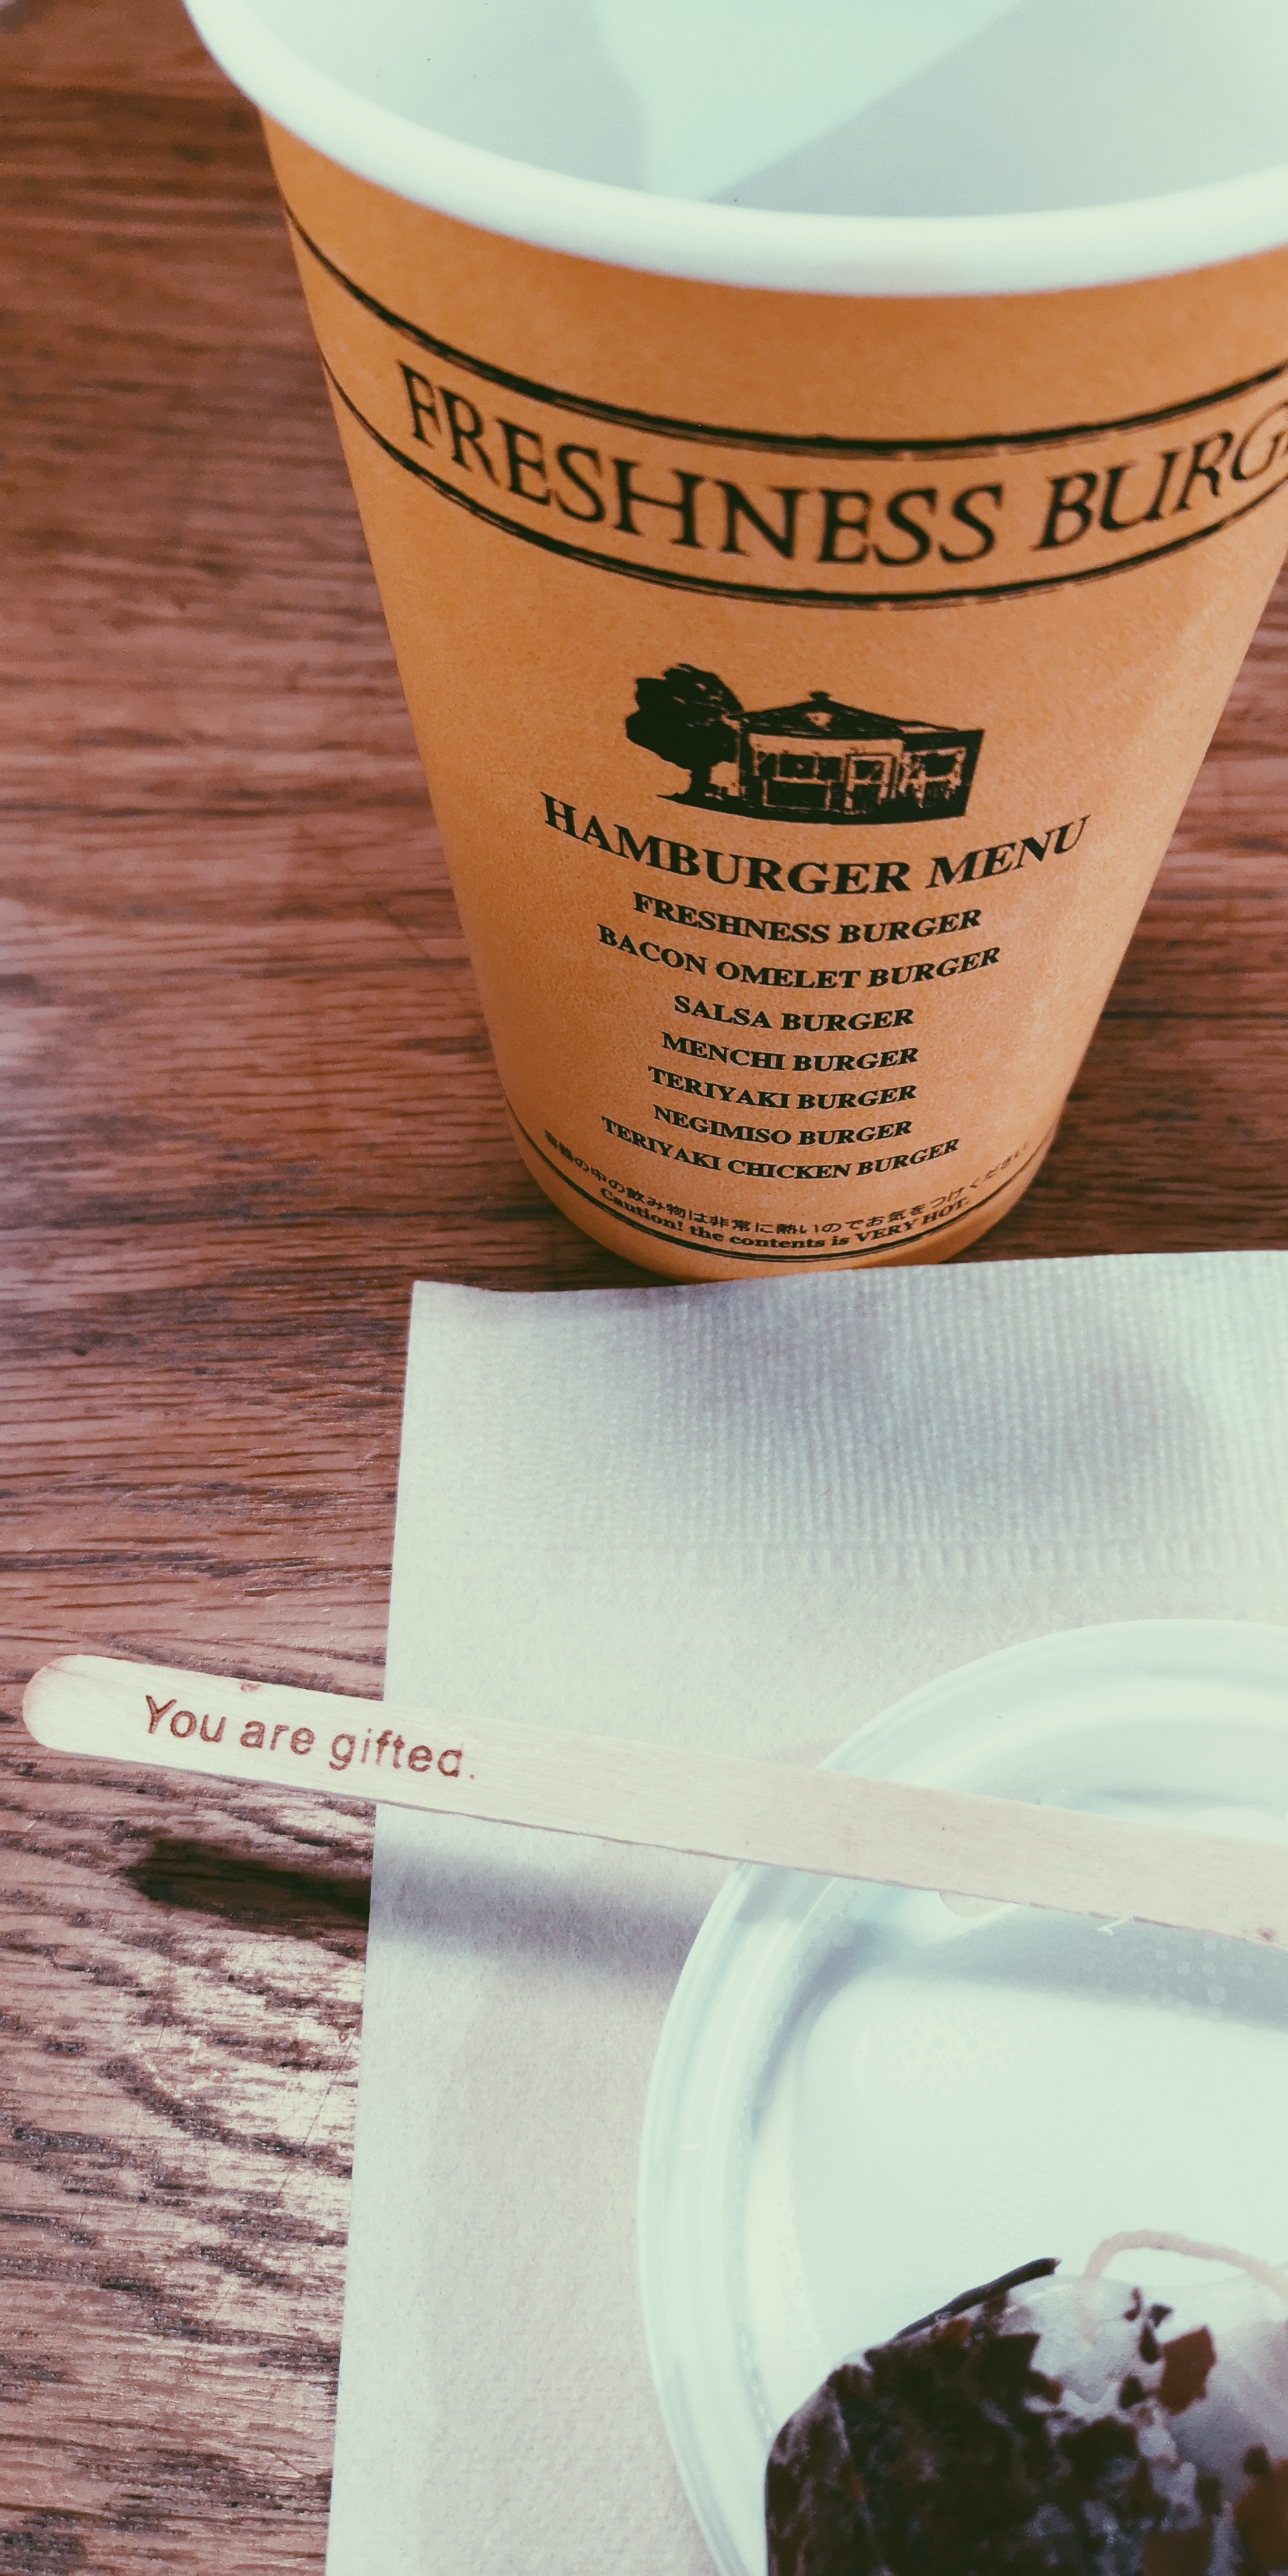 FRESHNESS BURG
HAMBURGER MENU
FRESHNESS BURGER
BACON OMELET BURGER
SALSA BURGER
MENCHI BURGER
TERIYAKI BURGER
NEGIMISO BURGER
TERIYAKI CHICKEN BURGER
の中の飲み物は非常に熱いのでお気をつけください
Caution! the contents is VERY HOT.
You are gifted.